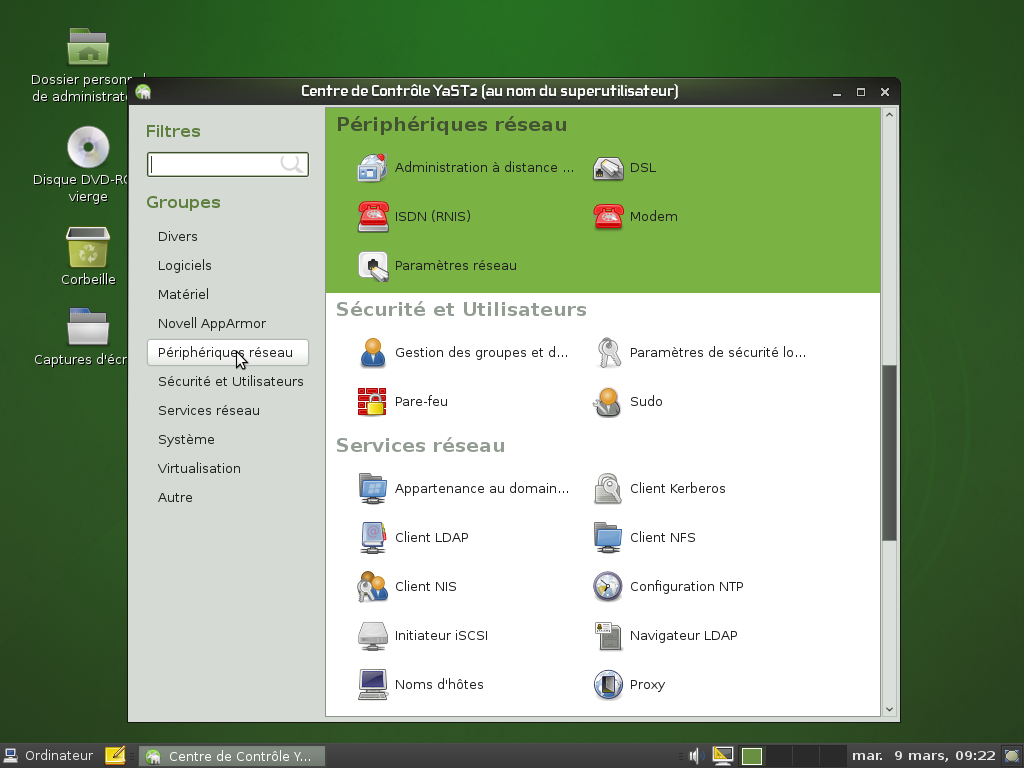 Dossier personn
de administrat
Disque DVD-RO
vierge
Corbeille
Captures d'écr
Centre de Contrôle YaST2 (au nom du superutilisateur)
Filtres
Groupes
Divers
Logiciels
Matériel
Novell AppArmor
Périphériques réseau
Sécurité et Utilisateurs
Services réseau
Système
Virtualisation
Autre
Périphériques réseau
Administration à distance ...
DSL
ISDN (RNIS)
Modem
Paramètres réseau
Sécurité et Utilisateurs
Gestion des groupes et d...
Paramètres de sécurité lo...
Pare-feu
Sudo
Services réseau
Appartenance au domain...
Client Kerberos
Client LDAP
Client NFS
Client NIS
Configuration NTP
Initiateur iSCSI
Navigateur LDAP
Noms d'hôtes
Proxy
Ordinateur
Centre de Contrôle Y...
mar. 9 mars, 09:22